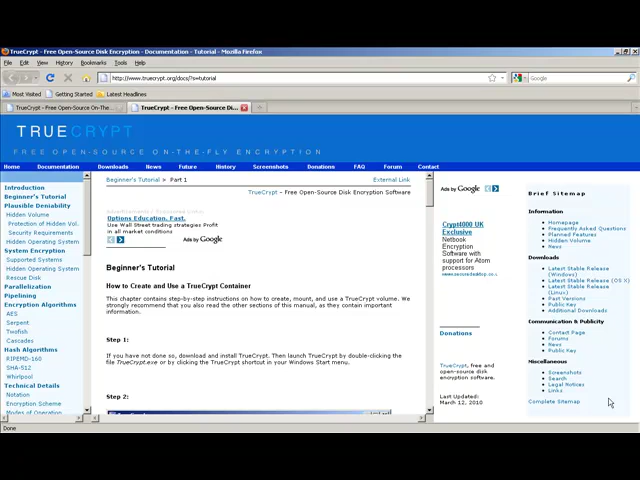 TrueCrypt - Free Open-Source Disk Encryption - Documentation - Tutorial - Mozilla Firefox
File Edit View History Bookmarks Tools Help
http://www.truecrypt.org/docs/?s=tutorial
Google
Most Visited Getting Started Latest Headlines
TrueCrypt - Free Open-Source On-The-...
TrueCrypt - Free Open-Source Di...
TRUECRYPT
FREE OPEN-SOURCE ON-THE-FLY ENCRYPTION
Home Documentation Downloads News Future History Screenshots Donations FAQ Forum Contact
Introduction
Beginner's Tutorial
Plausible Deniability
Hidden Volume
Protection of Hidden Vol.
Security Requirements
Hidden Operating System
System Encryption
Supported Systems
Hidden Operating System
Rescue Disk
Parallelization
Pipelining
Encryption Algorithms
AES
Serpent
Twofish
Cascades
Hash Algorithms
RIPEMD-160
SHA-512
Whirlpool
Technical Details
Notation
Encryption Scheme
Modes of Operation
Beginner's Tutorial > Part 1
External Link
TrueCrypt - Free Open-Source Disk Encryption Software
Options Education. Fast.
Use Wall Street trading strategies Profit
in all market conditions
Ads by Google
Beginner's Tutorial
How to Create and Use a TrueCrypt Container
This chapter contains step-by-step instructions on how to create, mount, and use a TrueCrypt volume. We
strongly recommend that you also read the other sections of this manual, as they contain important
information.
Step 1:
If you have not done so, download and install TrueCrypt. Then launch TrueCrypt by double-clicking the
file TrueCrypt.exe or by clicking the TrueCrypt shortcut in your Windows Start menu.
Step 2:
Ads by Google
Crypt000 UK
Exclusive
Netbook
Encryption
Software with
support for Atom
processors
Donations
TrueCrypt, free and
open-source disk
encryption software.
Last Updated:
March 12, 2010
Brief Sitemap
Information
Homepage
Frequently Asked Questions
Planned Features
Hidden Volume
News
Downloads
Latest Stable Release
(Windows)
Latest Stable Release (OS X)
Latest Stable Release
(Linux)
Past Versions
Public Key
Additional Downloads
Communication & Publicity
Contact Page
Forums
News
Public Key
Miscellaneous
Screenshots
Search
Legal Notices
Links
Complete Sitemap
Done